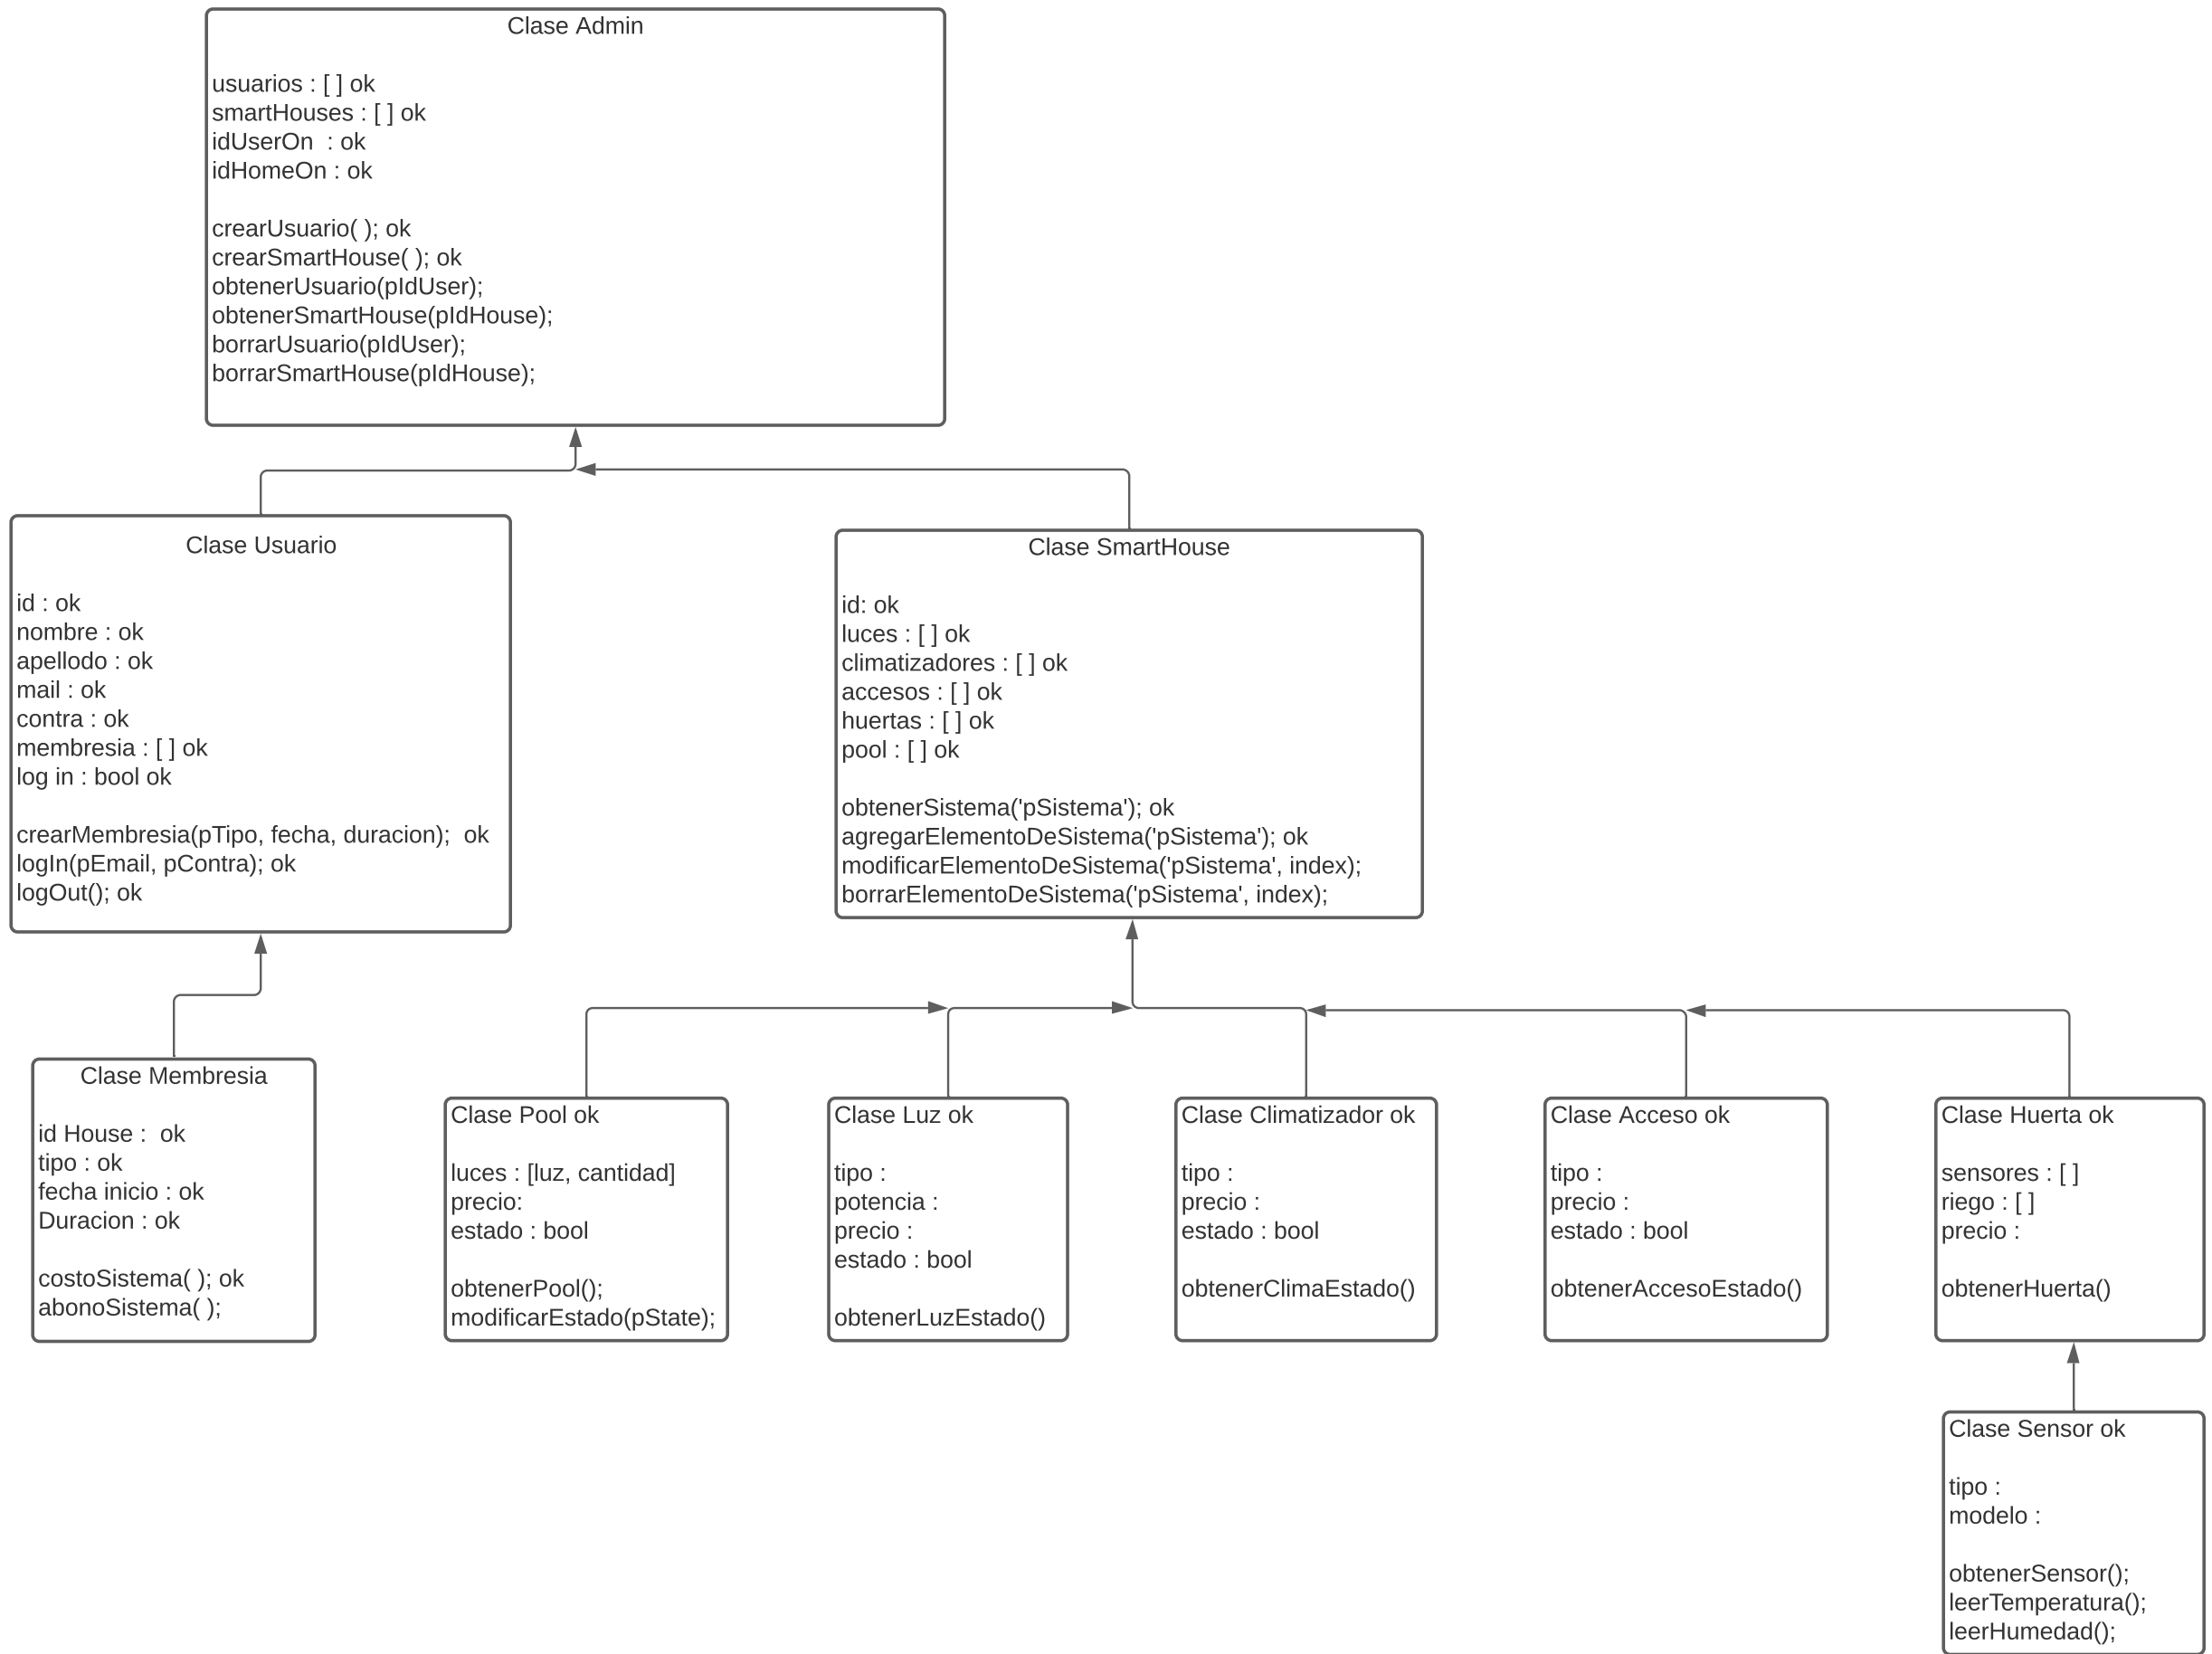 Clase Admin
usuarios : [ ] ok
smartHouses : [ ] ok
idUserOn  : ok
idHomeOn : ok
crearUsuario( ); ok
crearSmartHouse( ); ok
obtenerUsuario(pIdUser);
obtenerSmartHouse(pIdHouse);
borrarUsuario(pIdUser);
borrarSmartHouse(pIdHouse);
Clase Usuario
id : ok
nombre : ok
apellodo : ok
mail : ok
contra : ok
membresia : [ ] ok
log in : bool ok
crearMembresia(pTipo, fecha, duracion);  ok
logIn(pEmail, pContra); ok
logOut(); ok
Clase SmartHouse
id: ok
luces : [ ] ok
climatizadores : [ ] ok
accesos : [ ] ok
huertas : [ ] ok
pool : [ ] ok
obtenerSistema('pSistema'); ok
agregarElementoDeSistema('pSistema'); ok
modificarElementoDeSistema('pSistema', index);
borrarElementoDeSistema('pSistema', index);
Clase Membresia
id House :  ok
tipo : ok
fecha inicio : ok
Duracion : ok
costoSistema( ); ok
abonoSistema( );
Clase Pool ok
luces : [luz, cantidad]
precio:
estado : bool
obtenerPool();
modificarEstado(pState);
Clase Luz ok
tipo :
potencia :
precio :
estado : bool
obtenerLuzEstado()
Clase Climatizador ok
tipo :
precio :
estado : bool
obtenerClimaEstado()
Clase Acceso ok
tipo :
precio :
estado : bool
obtenerAccesoEstado()
Clase Huerta ok
sensores : [ ]
riego : [ ]
precio :
obtenerHuerta()
Clase Sensor ok
tipo :
modelo :
obtenerSensor();
leerTemperatura();
leerHumedad();